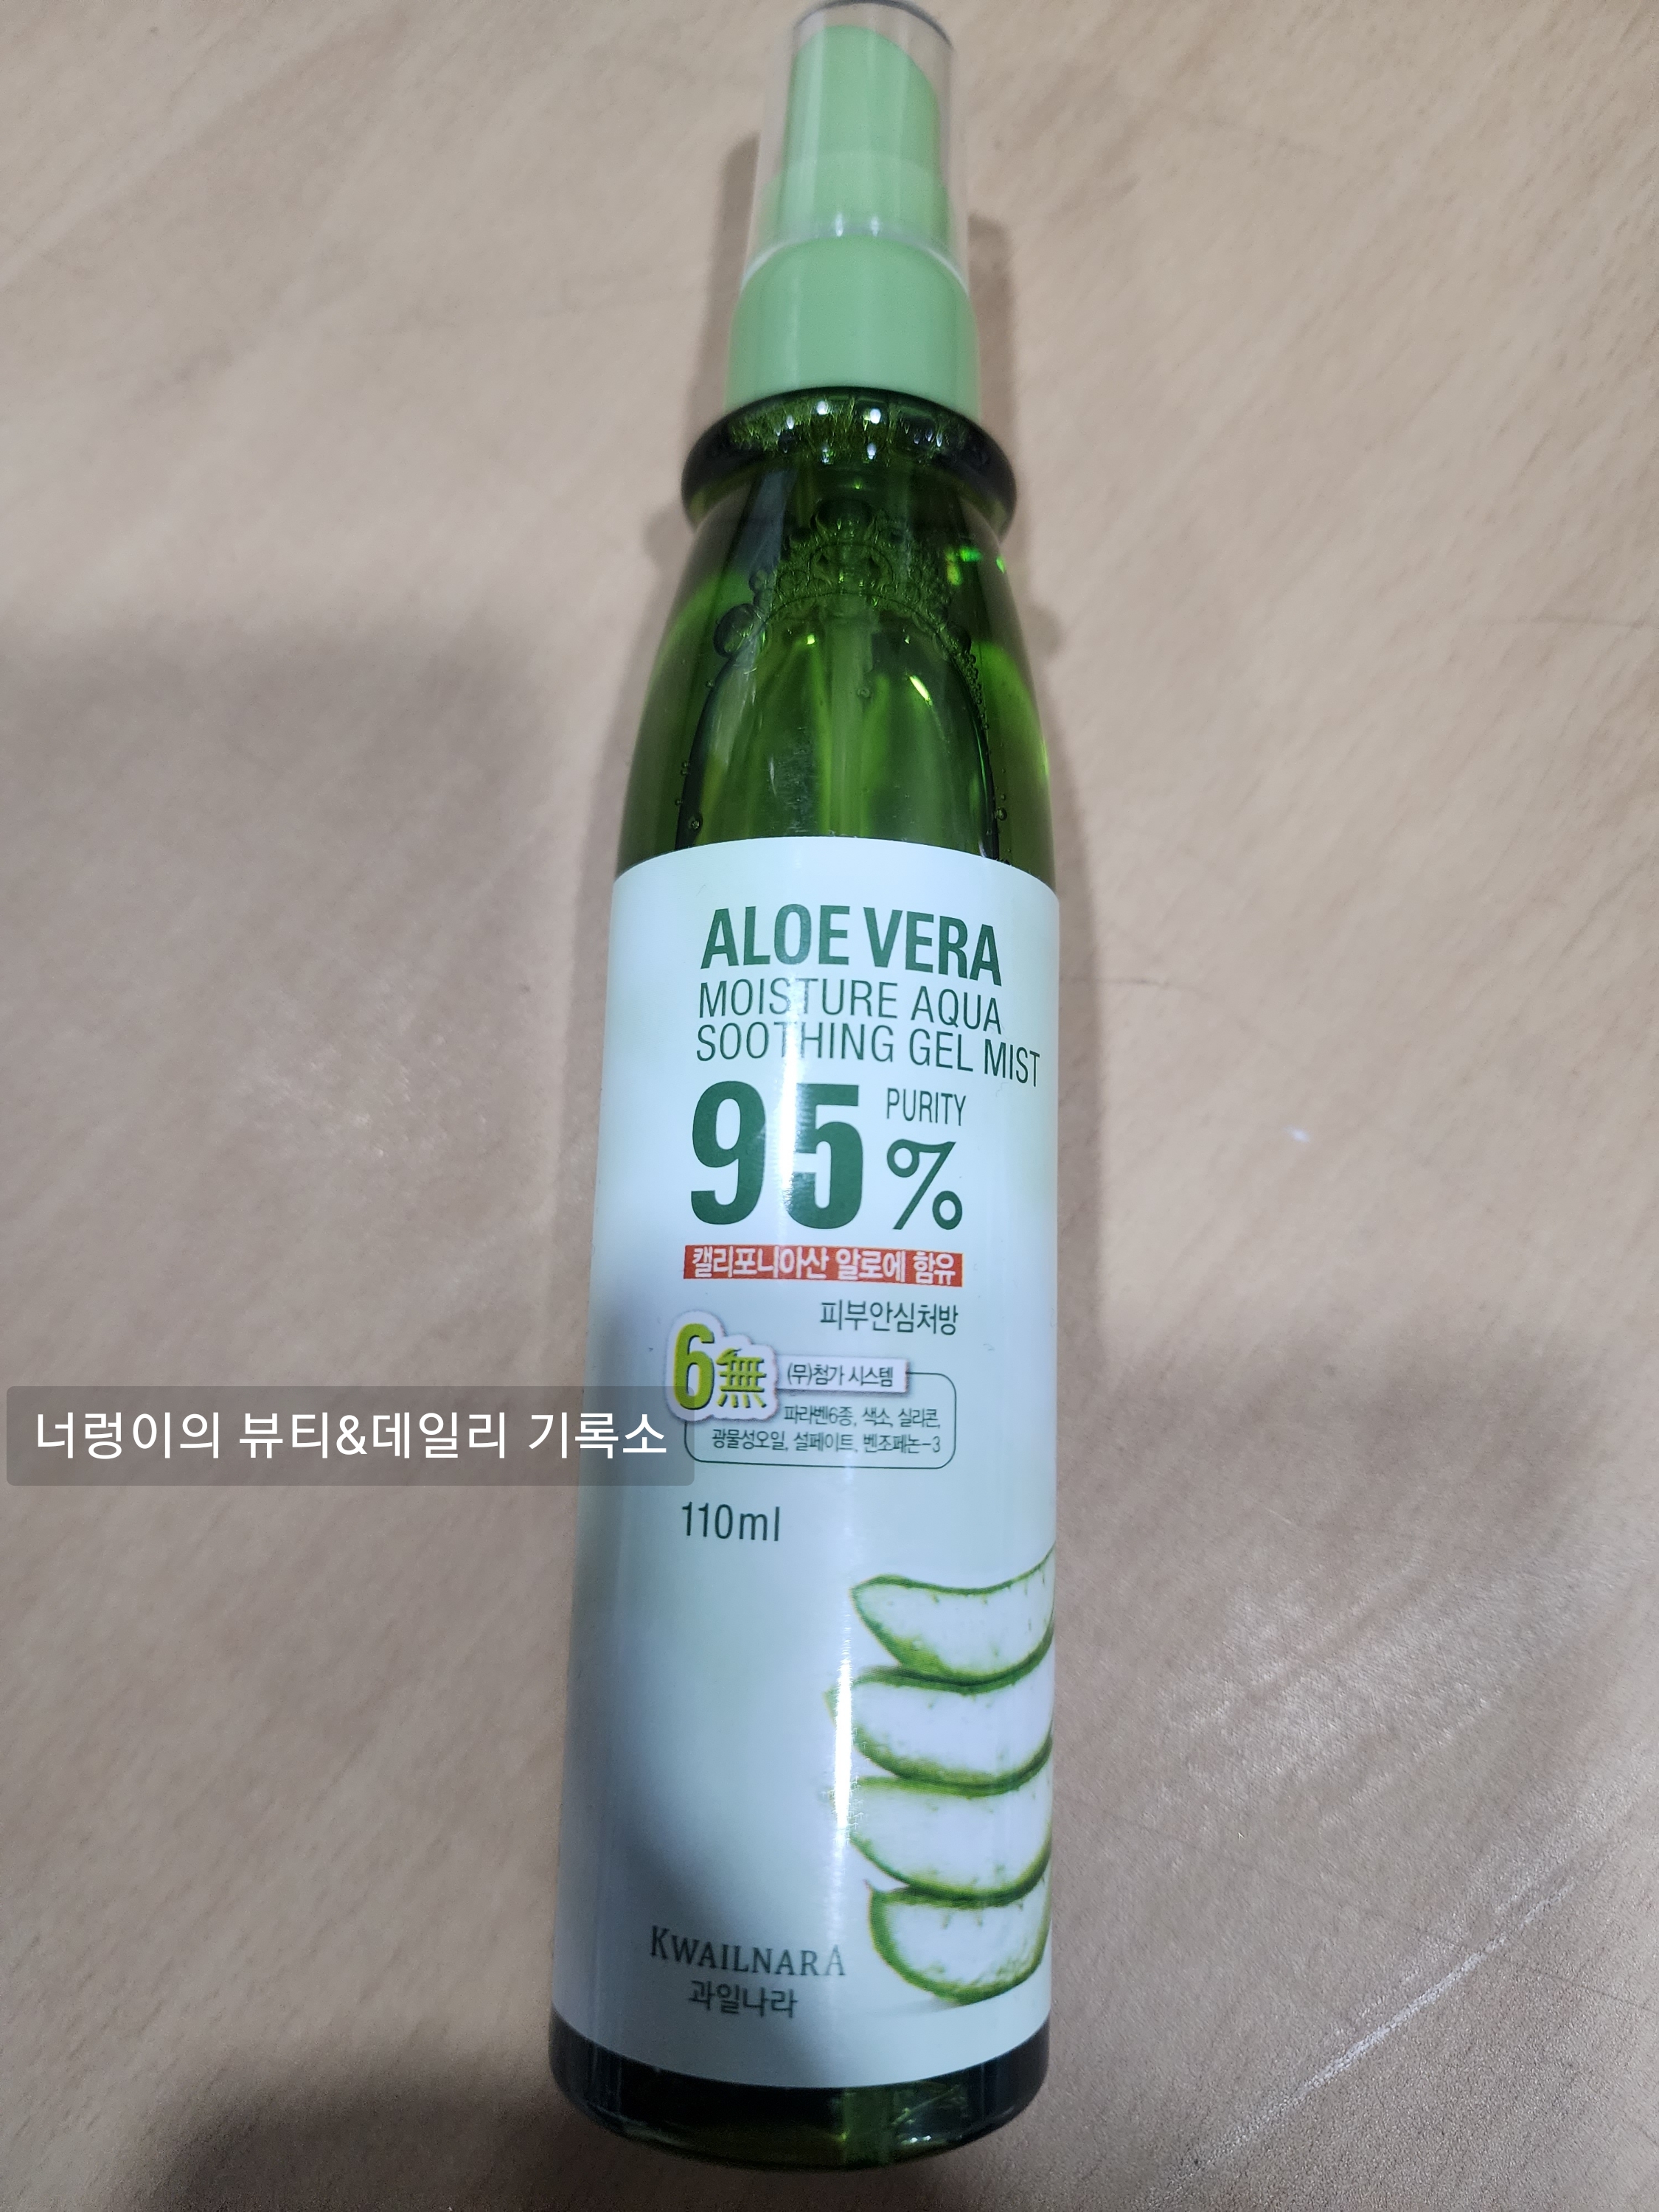 ALOE VERA
MOISTURE AQUA
SOOTHING GEL MIST
95 PURITY %
캘리포니아산 알로에 함유
피부안심처방
6無 (무)첨가 시스템
파라벤6종, 색소, 실리콘,
광물성오일, 설페이트, 벤조페논-3
너렁이의 뷰티&데일리 기록소
110ml
KWAILNARA
과일나라